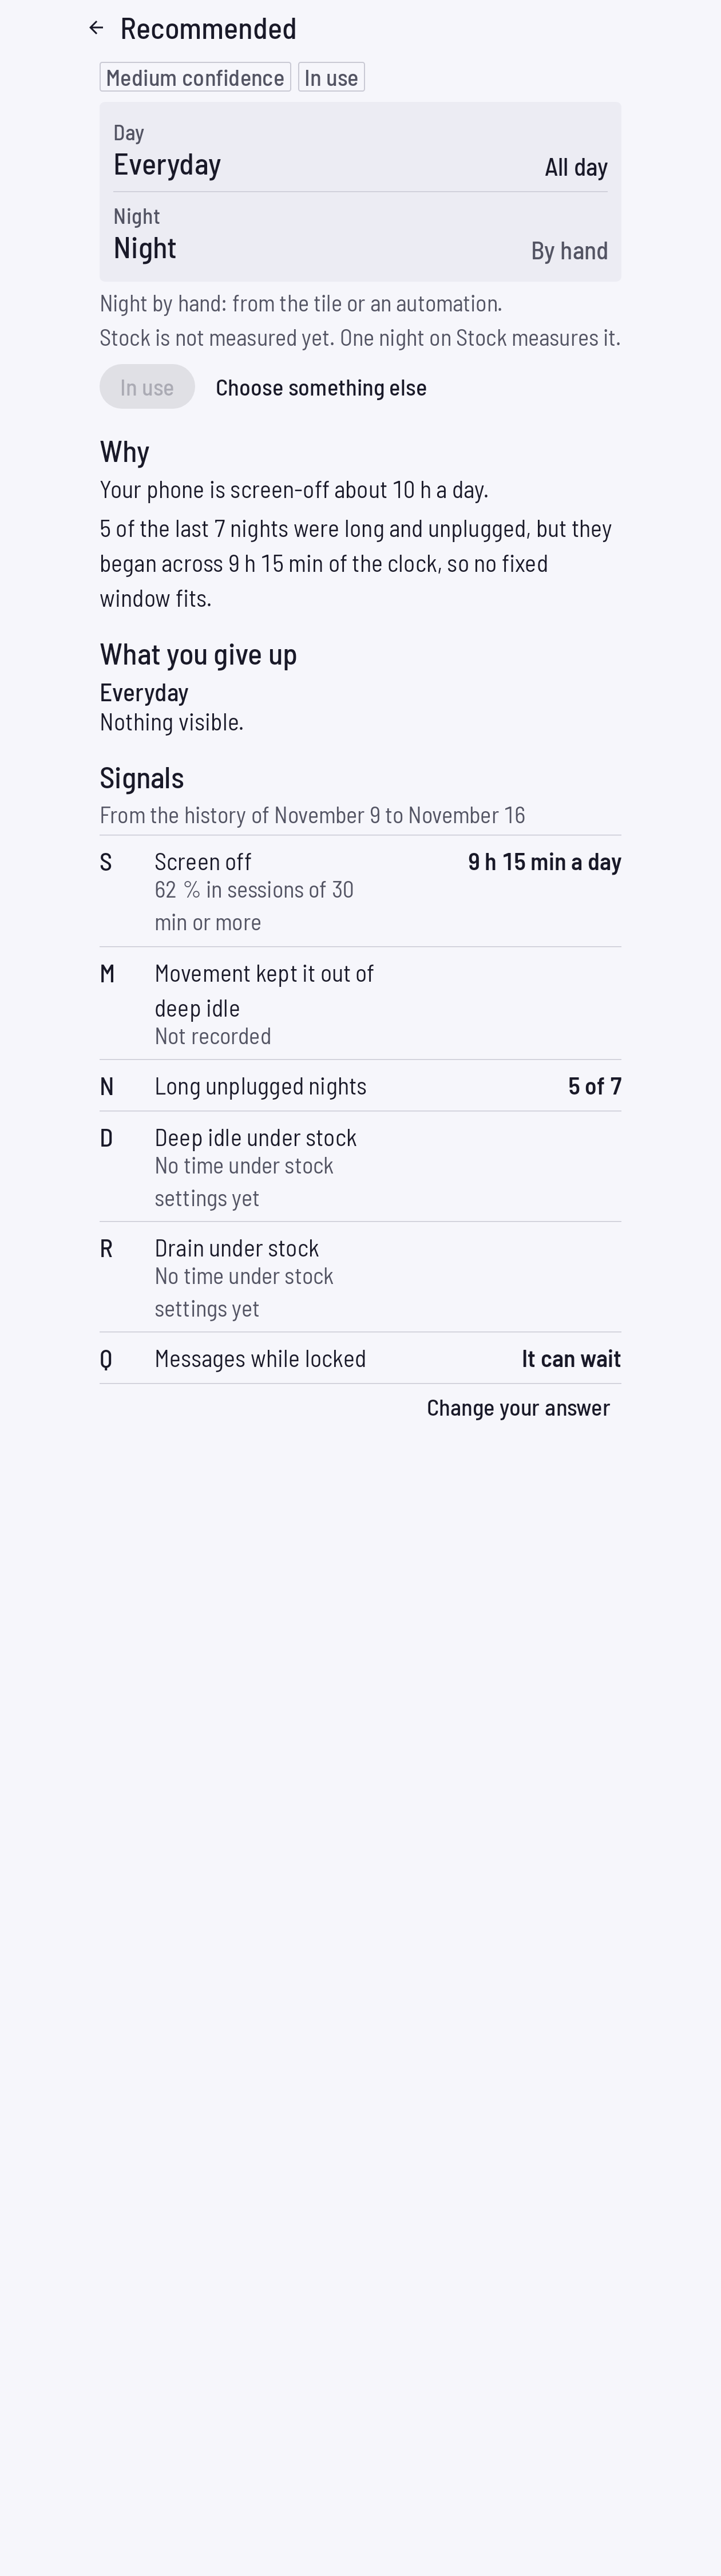 Recommended
Medium confidence In use
Day
Everyday All day
Night
Night By hand
Night by hand: from the tile or an automation.
Stock is not measured yet. One night on Stock measures it.
In use Choose something else
Why
Your phone is screen-off about 10 h a day.
5 of the last 7 nights were long and unplugged, but they
began across 9 h 15 min of the clock, so no fixed
window fits.
What you give up
Everyday
Nothing visible.
Signals
From the history of November 9 to November 16
S Screen off 9 h 15 min a day
62 % in sessions of 30
min or more
M Movement kept it out of
deep idle
Not recorded
N Long unplugged nights 5 of 7
D Deep idle under stock
No time under stock
settings yet
R Drain under stock
No time under stock
settings yet
Q Messages while locked It can wait
Change your answer